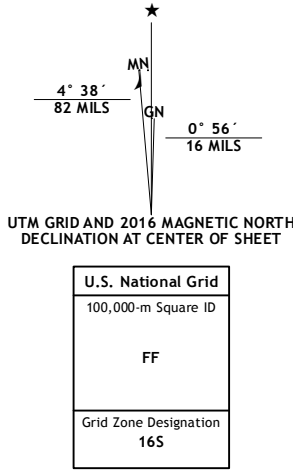 ★
MN
GN
4° 38´
82 MILS
0° 56´
16 MILS
UTM GRID AND 2016 MAGNETIC NORTH
DECLINATION AT CENTER OF SHEET
U.S. National Grid
100,000-m Square ID
FF
Grid Zone Designation
16S